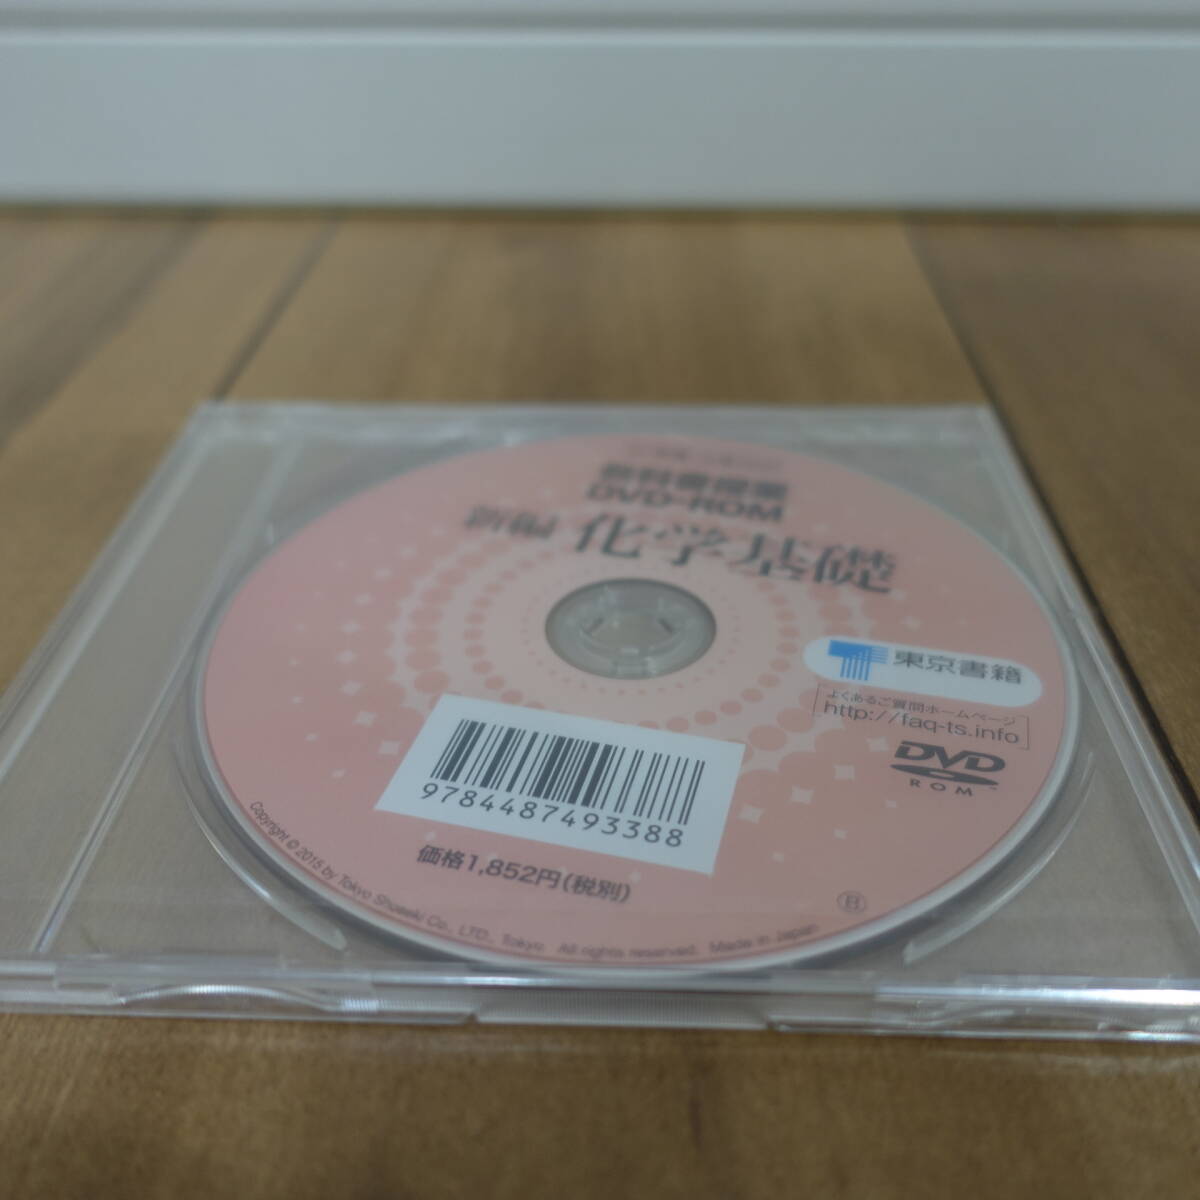 教科書授業
DVD-ROM
新編 化学基礎
東京書籍
よくあるご質問ホームページ
http://faq-ts.info
DVD
ROM
9784487493388
価格1,852円(税別)
Ⓑ
Copyright © 2015 by Tokyo Shoseki Co., LTD., Tokyo All rights reserved. Made in Japan